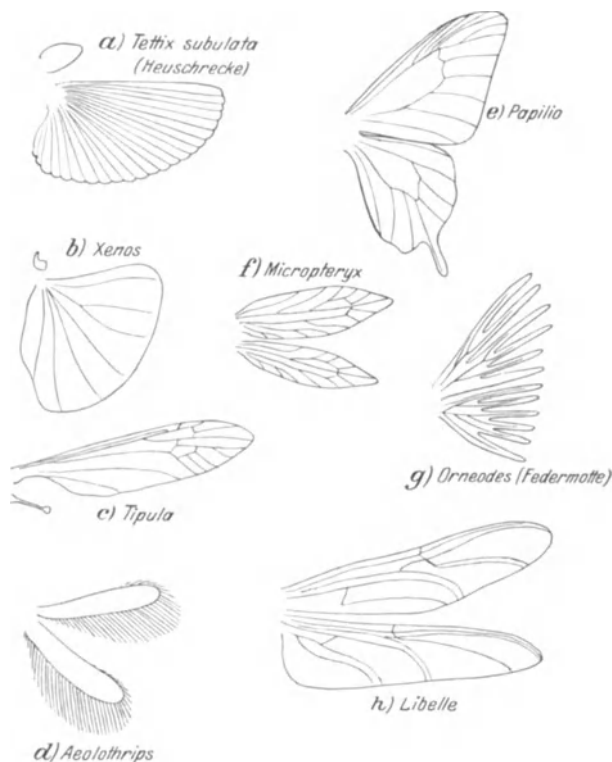 a) Tettix subulata
(Heuschrecke)
b) Xenos
c) Tipula
d) Aeolothrips
e) Papilio
f) Micropteryx
g) Orneodes (Federmotte)
h) Libelle